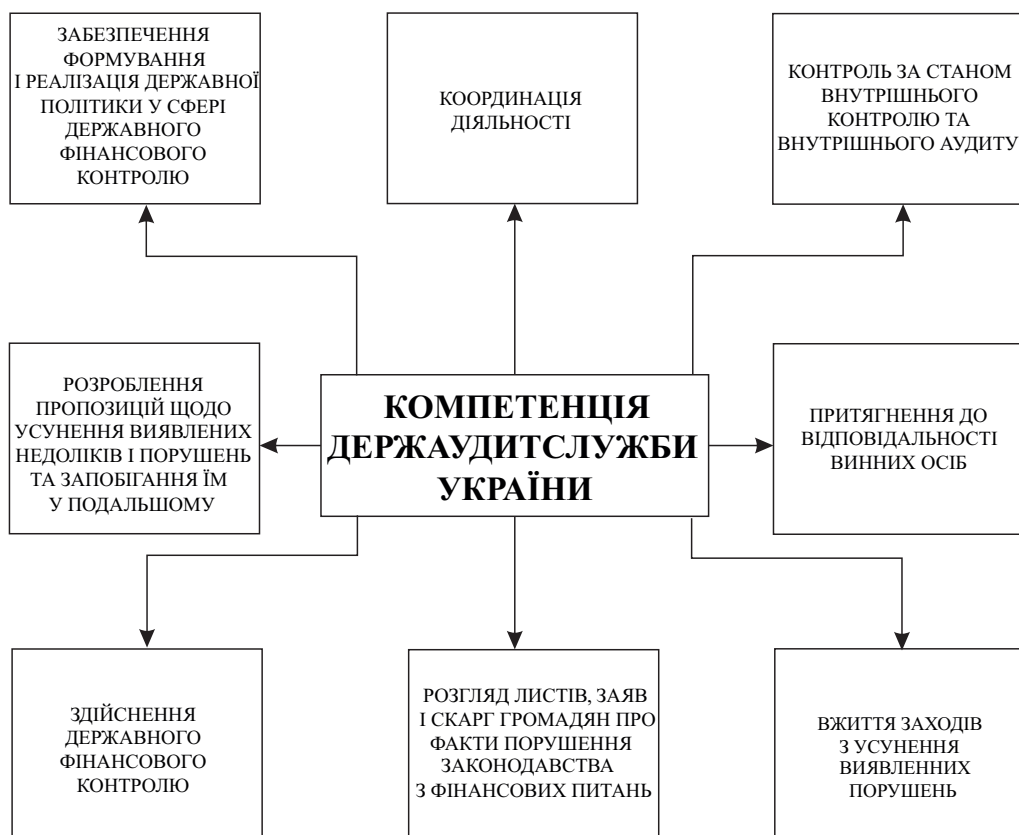 ЗАБЕЗПЕЧЕННЯ
ФОРМУВАННЯ
І РЕАЛІЗАЦІЯ ДЕРЖАВНОЇ
ПОЛІТИКИ У СФЕРІ
ДЕРЖАВНОГО
ФІНАНСОВОГО
КОНТРОЛЮ
КООРДИНАЦІЯ
ДІЯЛЬНОСТІ
КОНТРОЛЬ ЗА СТАНОМ
ВНУТРІШНЬОГО
КОНТРОЛЮ ТА
ВНУТРІШНЬОГО АУДИТУ
РОЗРОБЛЕННЯ
ПРОПОЗИЦІЙ ЩОДО
УСУНЕННЯ ВИЯВЛЕНИХ
НЕДОЛІКІВ І ПОРУШЕНЬ
ТА ЗАПОБІГАННЯ ЇМ
У ПОДАЛЬШОМУ
КОМПЕТЕНЦІЯ
ДЕРЖАУДИТСЛУЖБИ
УКРАЇНИ
ПРИТЯГНЕННЯ ДО
ВІДПОВІДАЛЬНОСТІ
ВИННИХ ОСІБ
ЗДІЙСНЕННЯ
ДЕРЖАВНОГО
ФІНАНСОВОГО
КОНТРОЛЮ
РОЗГЛЯД ЛИСТІВ, ЗАЯВ
І СКАРГ ГРОМАДЯН ПРО
ФАКТИ ПОРУШЕННЯ
ЗАКОНОДАВСТВА
З ФІНАНСОВИХ ПИТАНЬ
ВЖИТТЯ ЗАХОДІВ
З УСУНЕННЯ
ВИЯВЛЕННИХ
ПОРУШЕНЬ